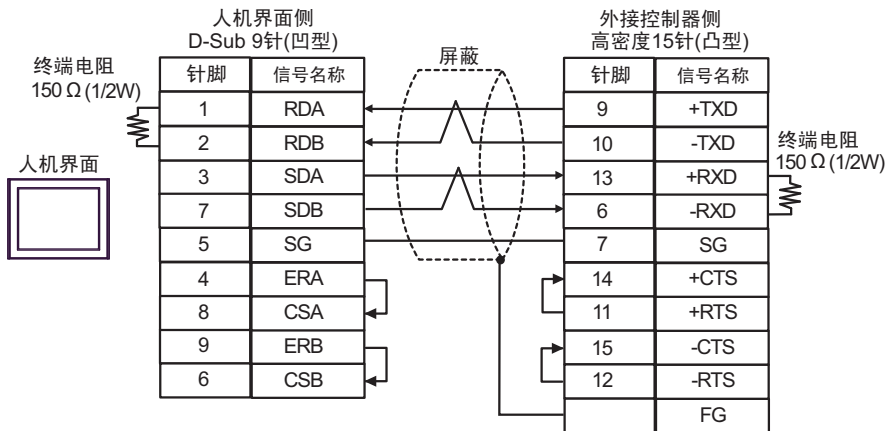 人机界面侧
D-Sub 9针(凹型)
外接控制器侧
高密度15针(凸型)
终端电阻
150 Ω (1/2W)
屏蔽
针脚 信号名称
1 RDA
2 RDB
3 SDA
7 SDB
5 SG
4 ERA
8 CSA
9 ERB
6 CSB
人机界面
针脚 信号名称
9 +TXD
10 -TXD
13 +RXD
6 -RXD
7 SG
14 +CTS
11 +RTS
15 -CTS
12 -RTS
FG
终端电阻
150 Ω (1/2W)